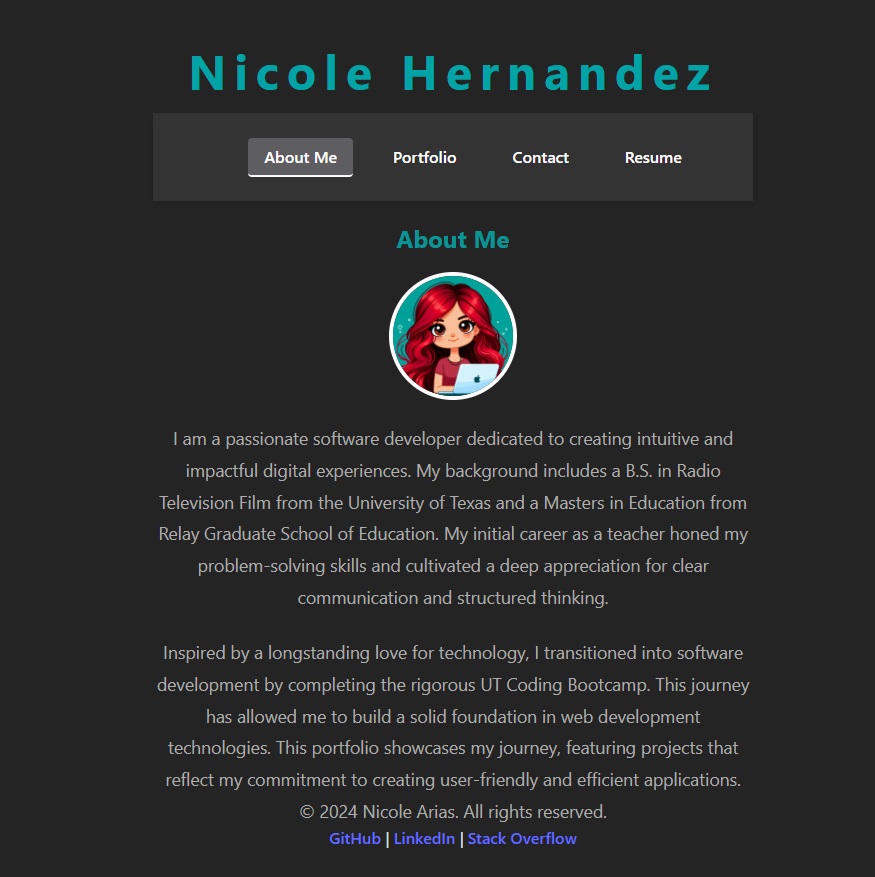 Nicole Hernandez
About Me Portfolio Contact Resume
About Me
I am a passionate software developer dedicated to creating intuitive and
impactful digital experiences. My background includes a B.S. in Radio
Television Film from the University of Texas and a Masters in Education from
Relay Graduate School of Education. My initial career as a teacher honed my
problem-solving skills and cultivated a deep appreciation for clear
communication and structured thinking.
Inspired by a longstanding love for technology, I transitioned into software
development by completing the rigorous UT Coding Bootcamp. This journey
has allowed me to build a solid foundation in web development
technologies. This portfolio showcases my journey, featuring projects that
reflect my commitment to creating user-friendly and efficient applications.
© 2024 Nicole Arias. All rights reserved.
GitHub | LinkedIn | Stack Overflow